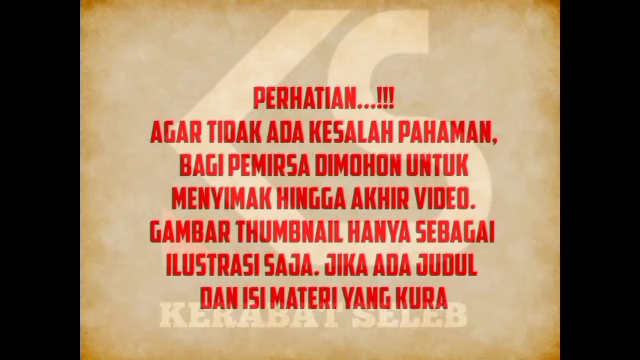 PERHATIAN...!!!
AGAR TIDAK ADA KESALAH PAHAMAN,
BAGI PEMIRSA DIMOHON UNTUK
MENYIMAK HINGGA AKHIR VIDEO.
GAMBAR THUMBNAIL HANYA SEBAGAI
ILUSTRASI SAJA. JIKA ADA JUDUL
DAN ISI MATERI YANG KURA
KERABAT SELEB